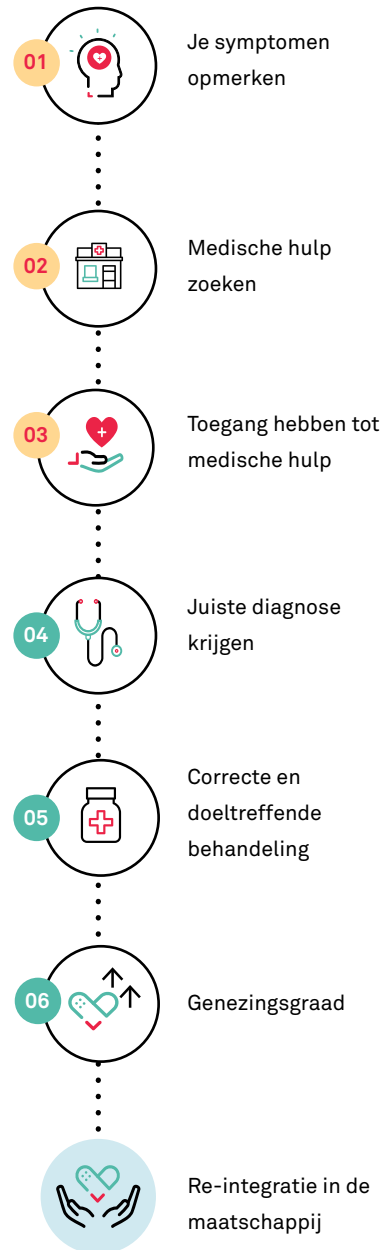 01
Je symptomen
opmerken
02
Medische hulp
zoeken
03
Toegang hebben tot
medische hulp
04
Juiste diagnose
krijgen
05
Correcte en
doeltreffende
behandeling
06
Genezingsgraad
Re-integratie in de
maatschappij